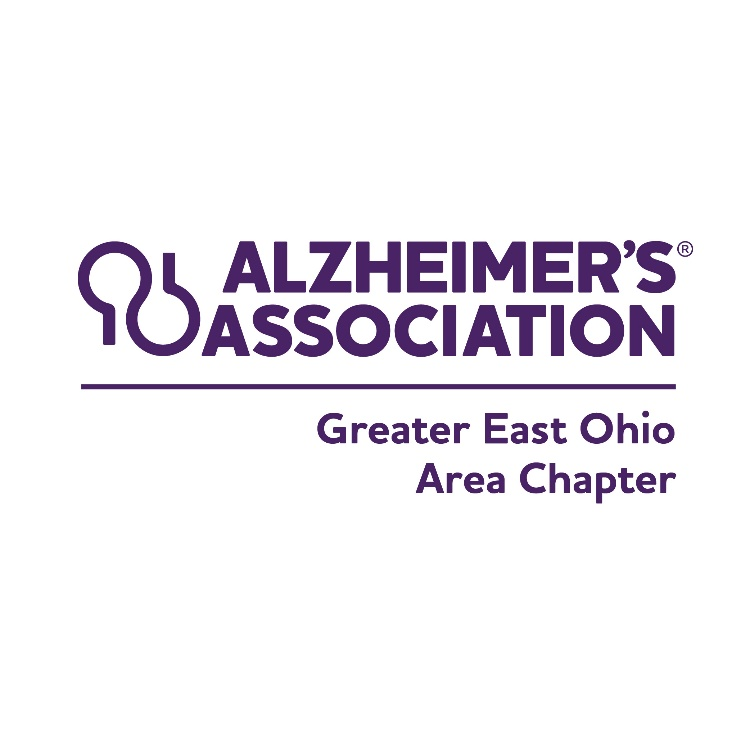 ALZHEIMER’S®
ASSOCIATION
Greater East Ohio
Area Chapter